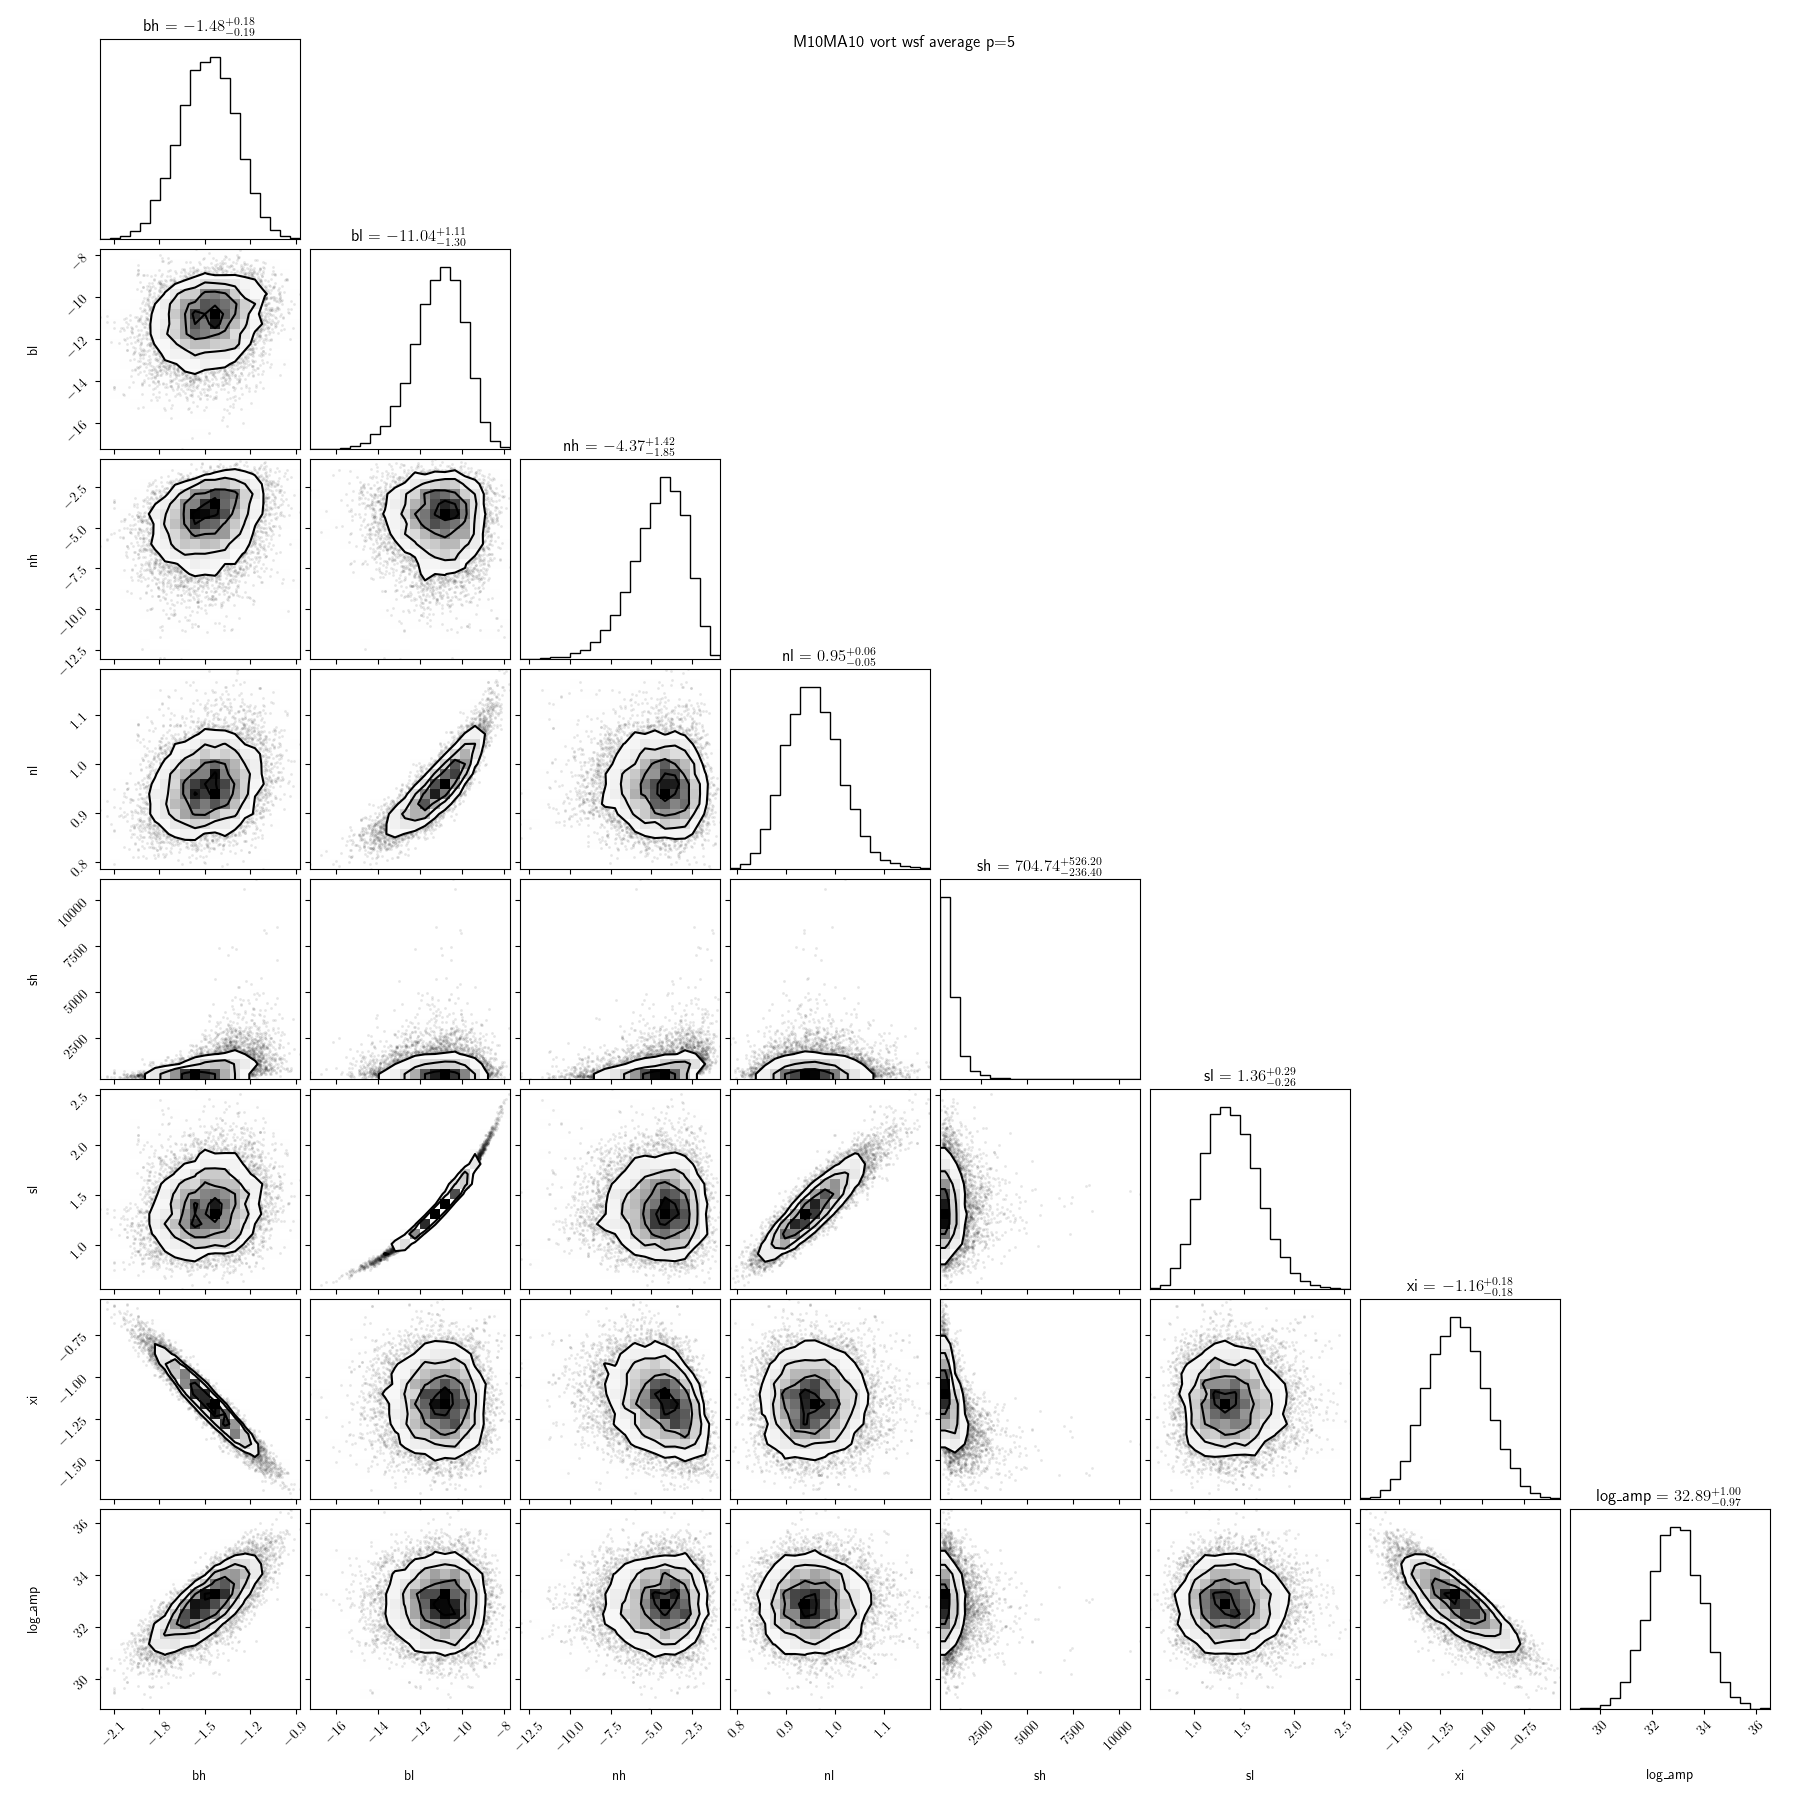 M10MA10 vort wsf average p=5
bh = −1.48+0.18−0.19
bl = −11.04+1.11−1.30
−8
−10
−12
−14
−16
bl
nh = −4.37+1.42−1.85
−2.5
−5.0
−7.5
−10.0
−12.5
nh
nl = 0.95+0.06−0.05
1.1
1.0
0.9
0.8
nl
sh = 704.74+526.20−236.40
10000
7500
5000
2500
sh
sl = 1.36+0.29−0.26
2.5
2.0
1.5
1.0
sl
xi = −1.16+0.18−0.18
−0.75
−1.00
−1.25
−1.50
xi
log_amp = 32.89+1.00−0.97
36
34
32
30
log_amp
−2.1 −1.8 −1.5 −1.2 −0.9 −16 −14 −12 −10 −8 −12.5 −10.0 −7.5 −5.0 −2.5 0.8 0.9 1.0 1.1 2500 5000 7500 10000 1.0 1.5 2.0 2.5 −1.50 −1.25 −1.00 −0.75 30 32 34 36
bh bl nh nl sh sl xi log_amp